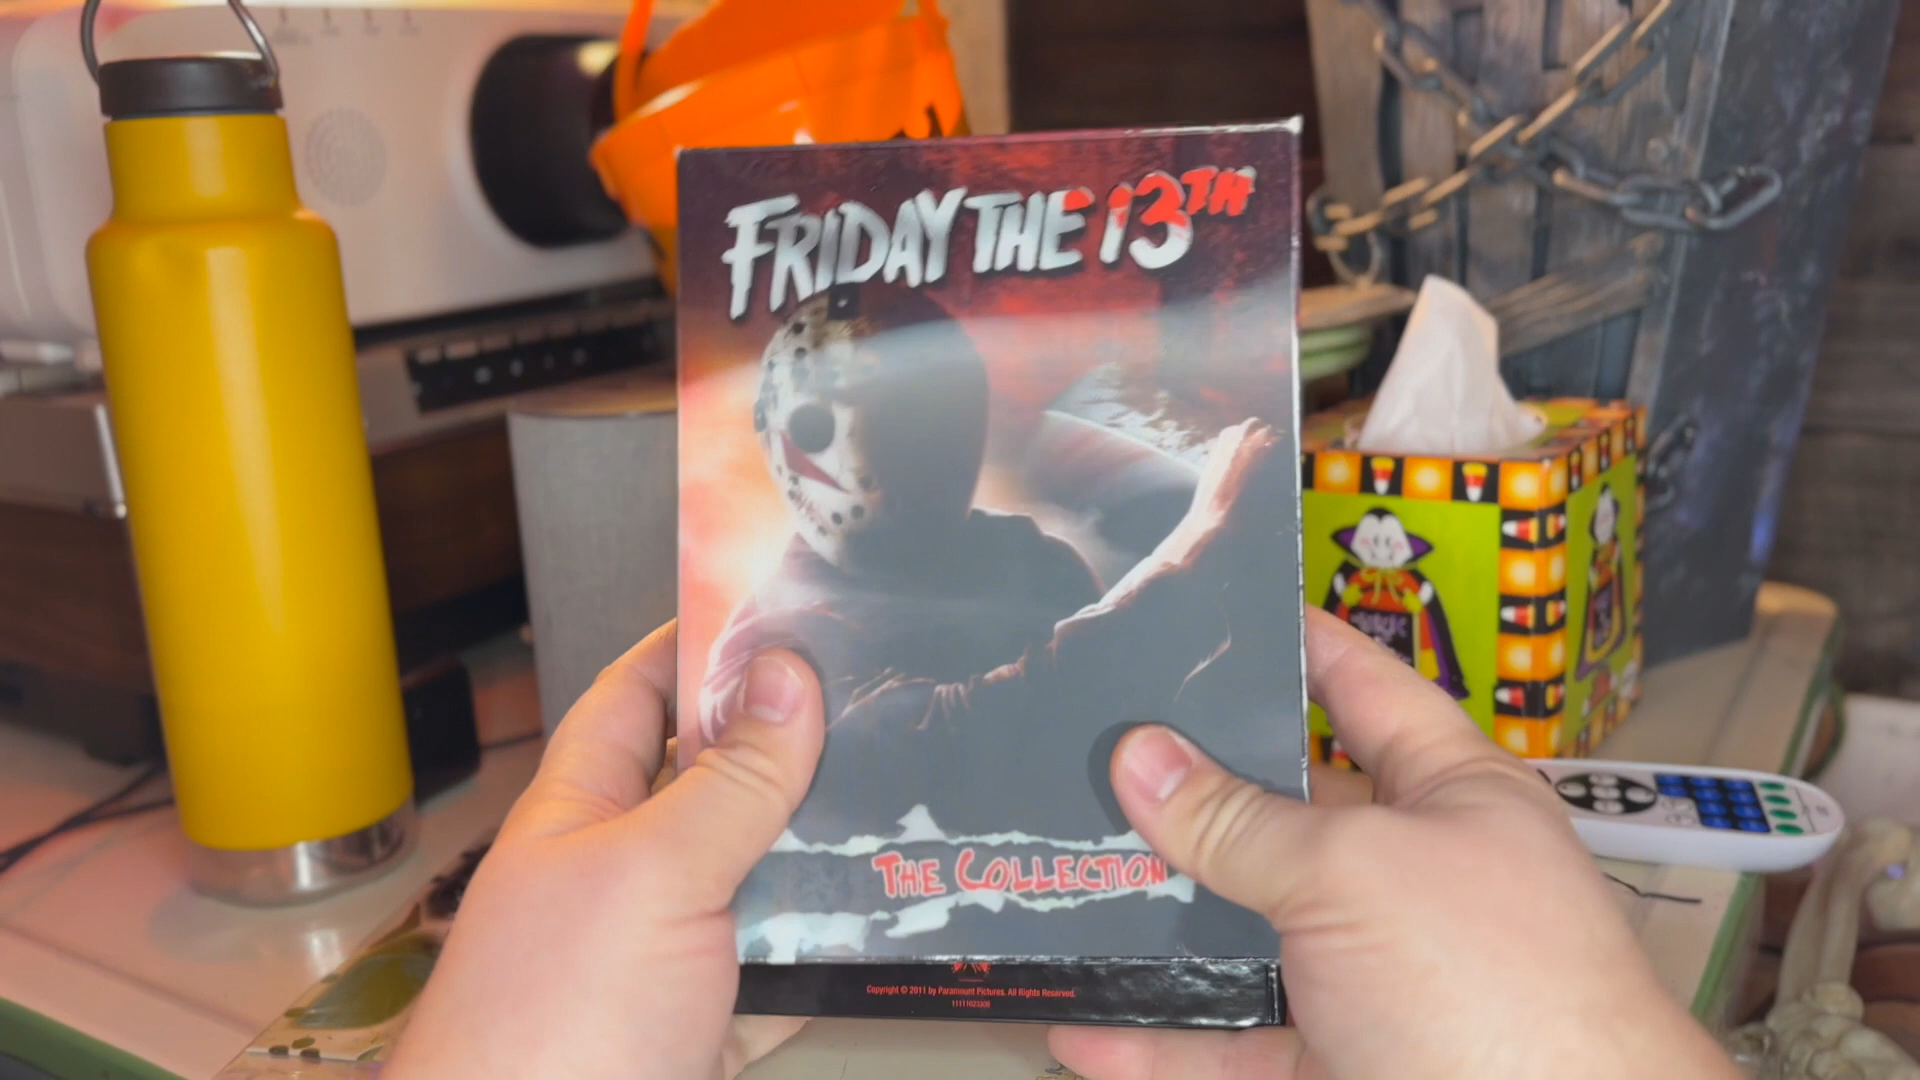 FRIDAY THE 13TH
THE COLLECTION
Copyright © 2011 by Paramount Pictures. All Rights Reserved.